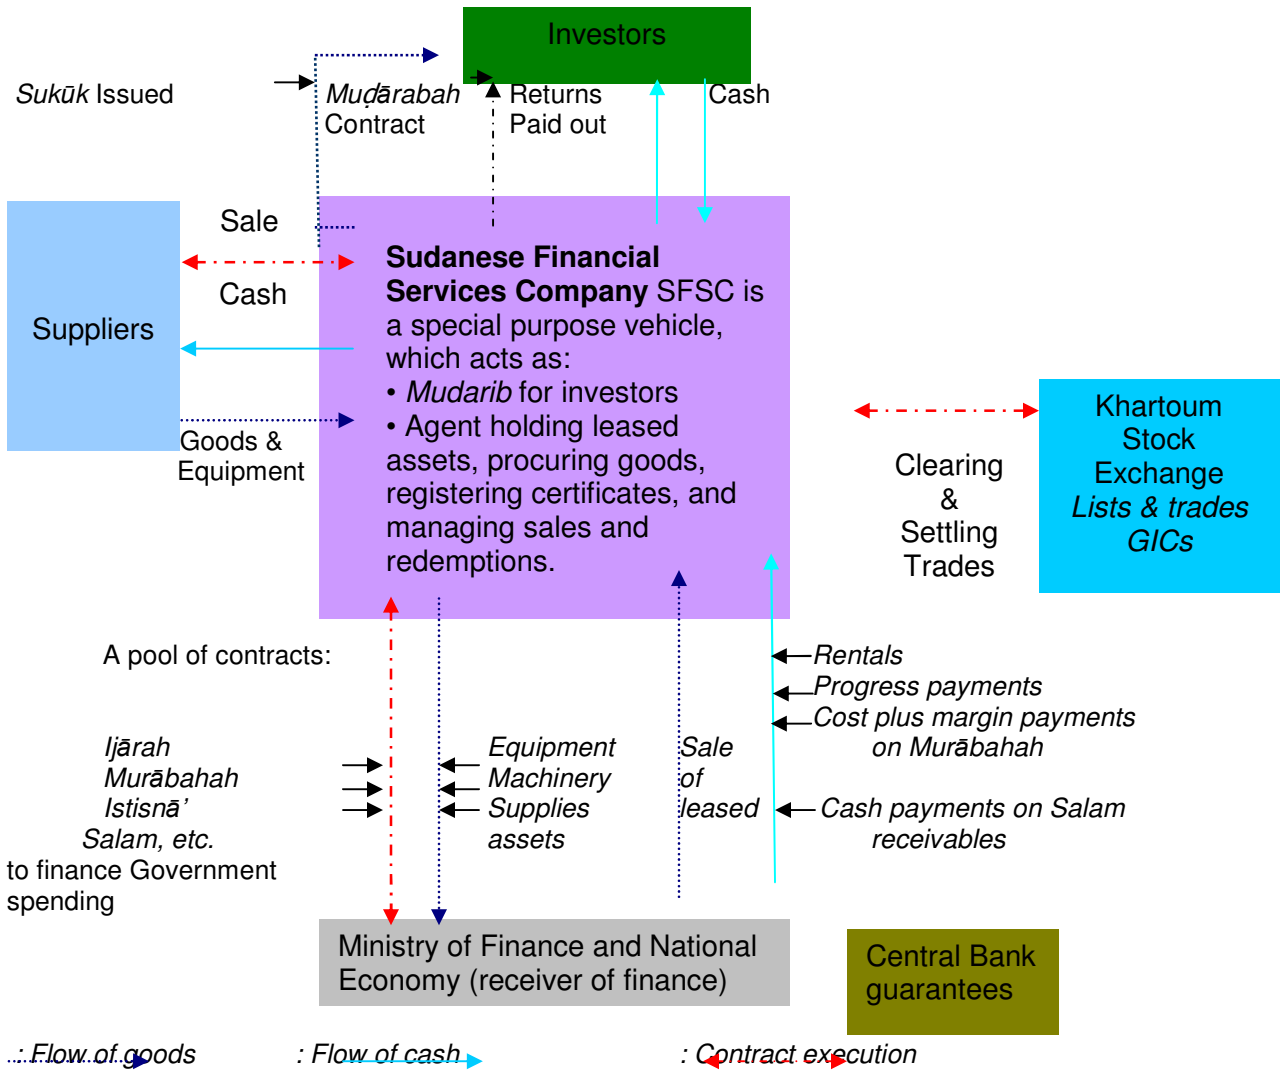 Investors
Sukūk Issued
Muḍārabah
Contract
Returns
Paid out
Cash
Sale
Cash
Suppliers
Goods &
Equipment
Sudanese Financial
Services Company SFSC is
a special purpose vehicle,
which acts as:
• Mudarib for investors
• Agent holding leased
assets, procuring goods,
registering certificates, and
managing sales and
redemptions.
Clearing
&
Settling
Trades
Khartoum
Stock
Exchange
Lists & trades
GICs
A pool of contracts:
Ijārah
Murābahah
Istisnā’
Salam, etc.
to finance Government
spending
Equipment
Machinery
Supplies
assets
Sale
of
leased
Rentals
Progress payments
Cost plus margin payments
on Murābahah
Cash payments on Salam
receivables
Ministry of Finance and National
Economy (receiver of finance)
Central Bank
guarantees
: Flow of goods
: Flow of cash
: Contract execution